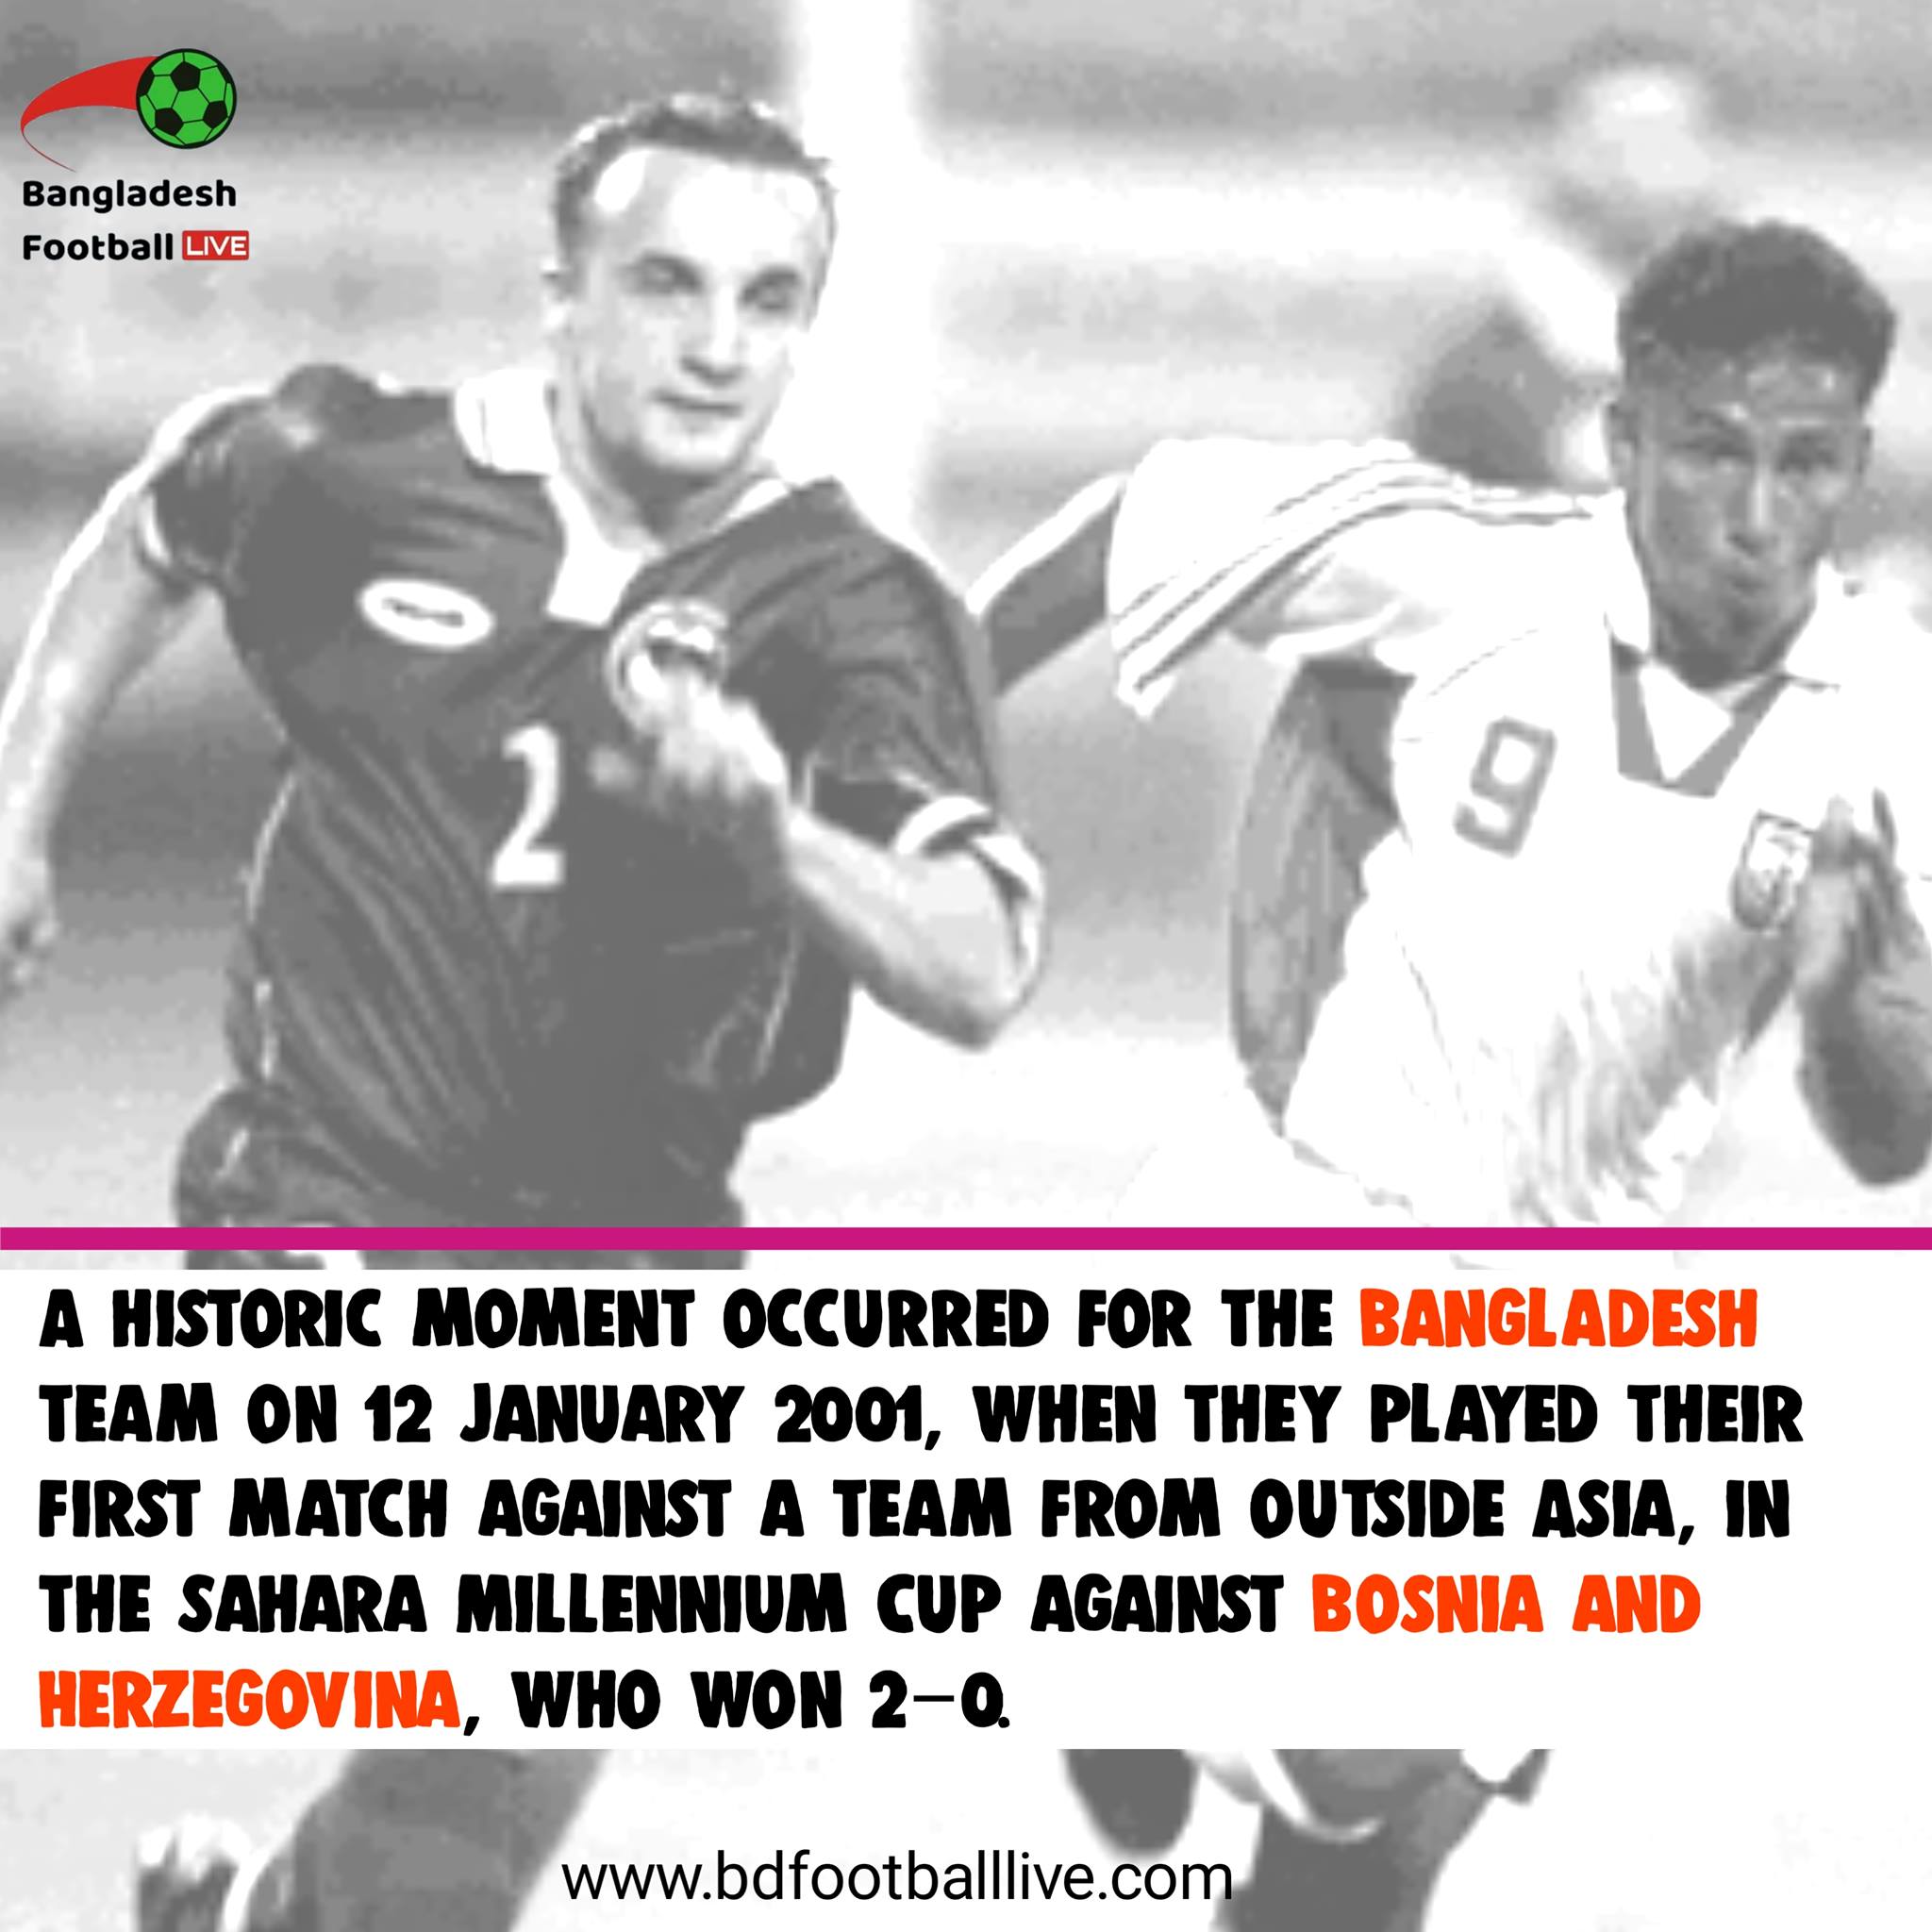 Bangladesh
Football LIVE
2
9
A HISTORIC MOMENT OCCURRED FOR THE BANGLADESH
TEAM ON 12 JANUARY 2001, WHEN THEY PLAYED THEIR
FIRST MATCH AGAINST A TEAM FROM OUTSIDE ASIA, IN
THE SAHARA MILLENNIUM CUP AGAINST BOSNIA AND
HERZEGOVINA, WHO WON 2–0.
www.bdfootballlive.com